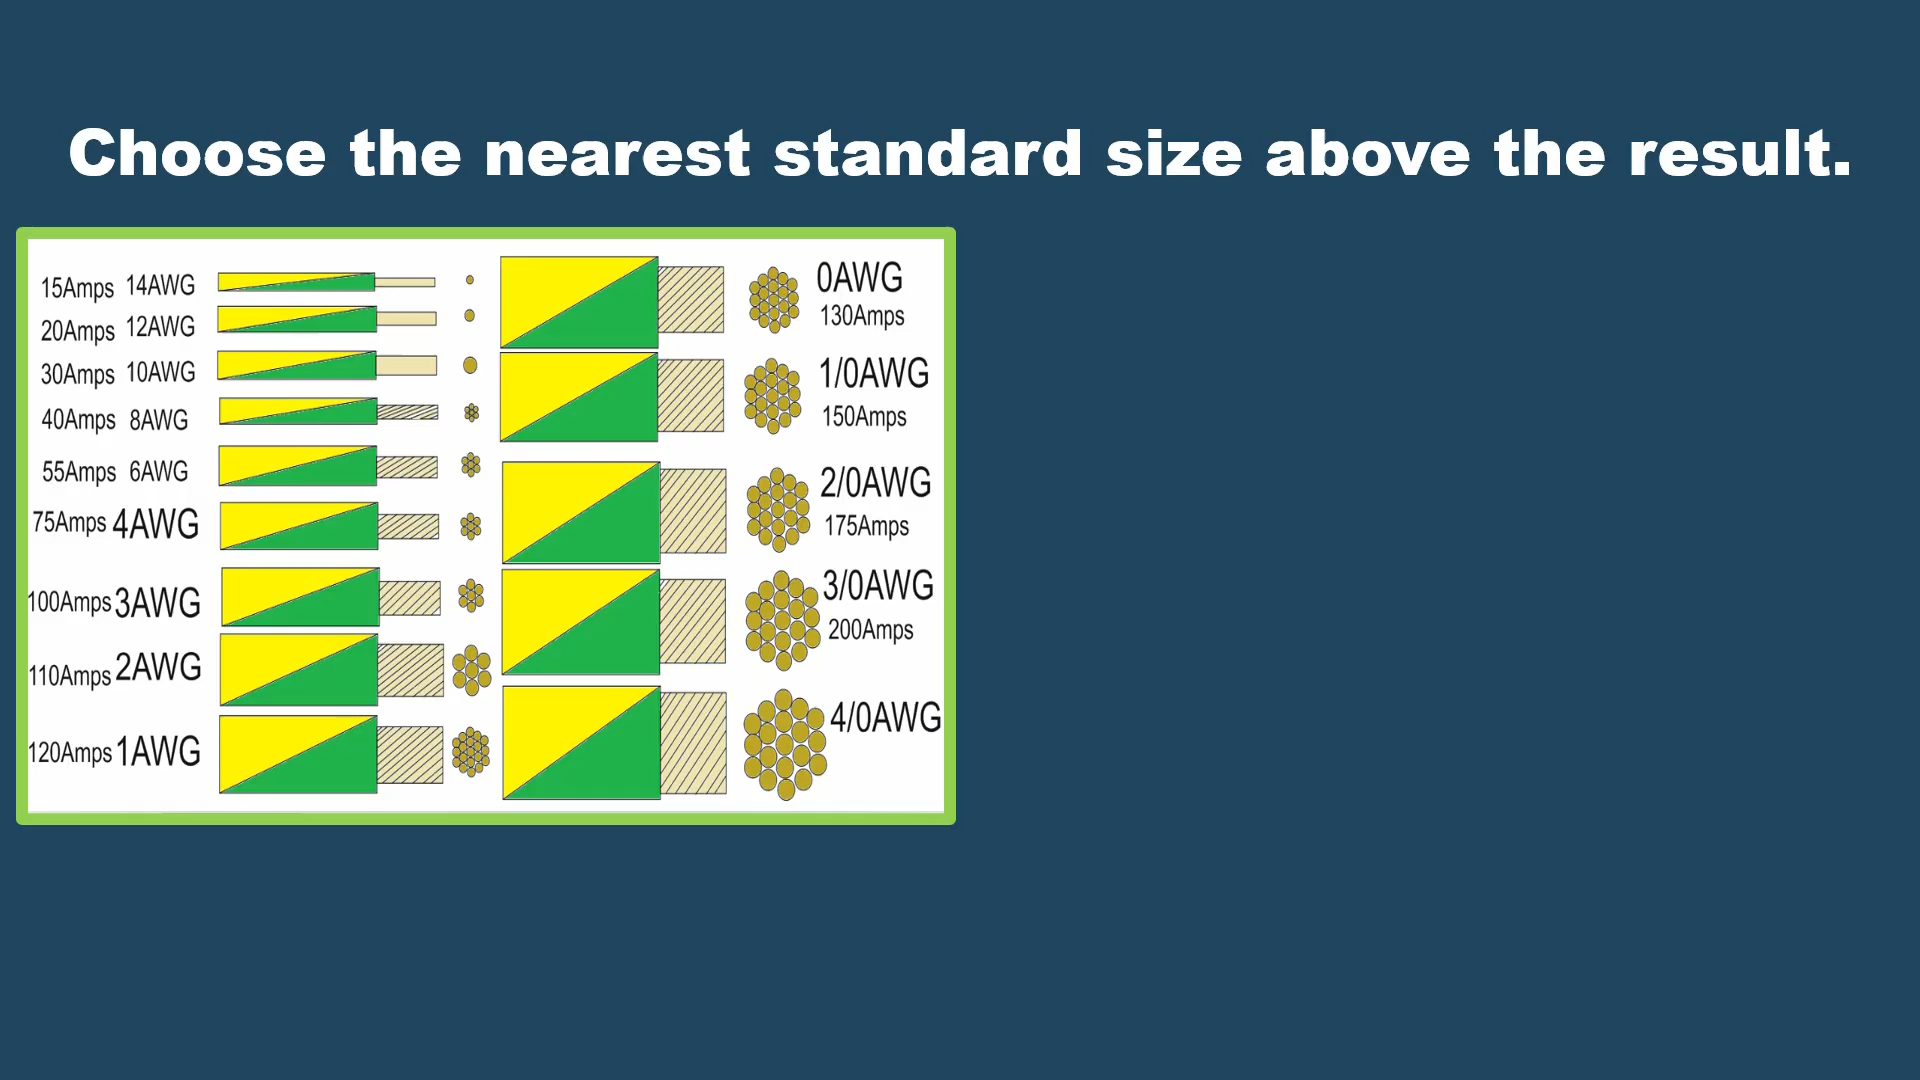 Choose the nearest standard size above the result.
15Amps 14AWG
20Amps 12AWG
30Amps 10AWG
40Amps 8AWG
55Amps 6AWG
75Amps 4AWG
100Amps 3AWG
110Amps 2AWG
120Amps 1AWG
0AWG
130Amps
1/0AWG
150Amps
2/0AWG
175Amps
3/0AWG
200Amps
4/0AWG